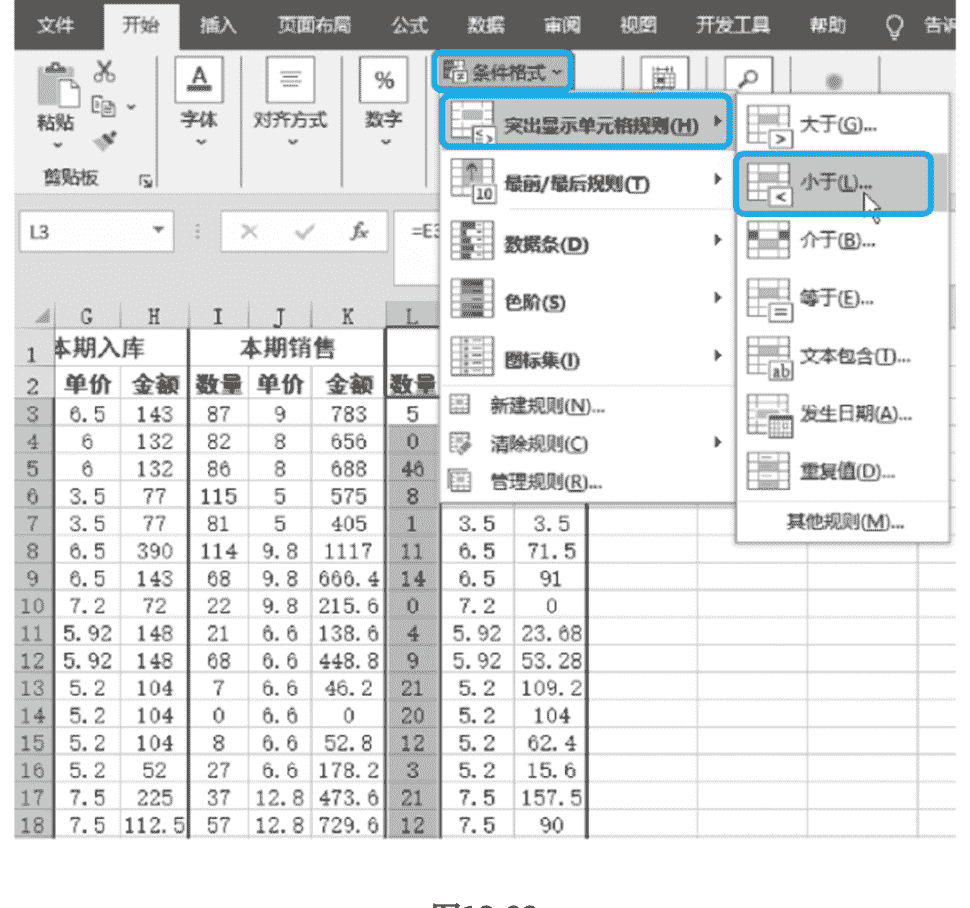 文件 开始 插入 页面布局 公式 数据 审阅 视图 开发工具 帮助
粘贴 字体 对齐方式 % 数字 条件格式
剪贴板
突出显示单元格规则(H)
最前/最后规则(T)
数据条(D)
色阶(S)
图标集(I)
新建规则(N)...
清除规则(C)
管理规则(R)...
大于(G)...
小于(L)...
介于(B)...
等于(E)...
文本包含(T)...
发生日期(A)...
重复值(D)...
其他规则(M)...
L3 fx
G H I J K L
1 本期入库 本期销售
2 单价 金额 数量 单价 金额 数量
3 6.5 143 87 9 783 5
4 6 132 82 8 656 0
5 6 132 86 8 688 46
6 3.5 77 115 5 575 8
7 3.5 77 81 5 405 1 3.5 3.5
8 6.5 390 114 9.8 1117 11 6.5 71.5
9 6.5 143 68 9.8 666.4 14 6.5 91
10 7.2 72 22 9.8 215.6 0 7.2 0
11 5.92 148 21 6.6 138.6 4 5.92 23.68
12 5.92 148 68 6.6 448.8 9 5.92 53.28
13 5.2 104 7 6.6 46.2 21 5.2 109.2
14 5.2 104 0 6.6 0 20 5.2 104
15 5.2 104 8 6.6 52.8 12 5.2 62.4
16 5.2 52 27 6.6 178.2 3 5.2 15.6
17 7.5 225 37 12.8 473.6 21 7.5 157.5
18 7.5 112.5 57 12.8 729.6 12 7.5 90